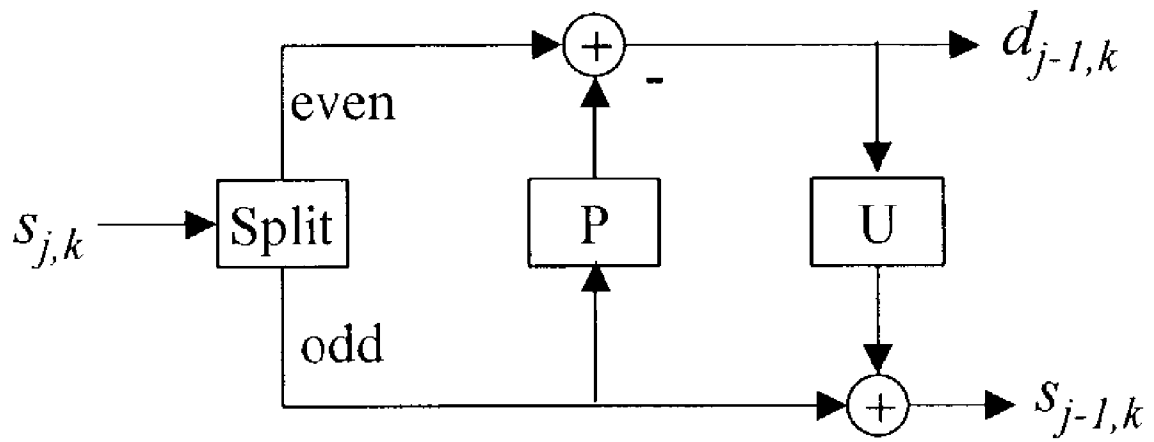 +
-
d_{j-1,k}
even
s_{j,k}
Split
P
U
odd
+
s_{j-1,k}